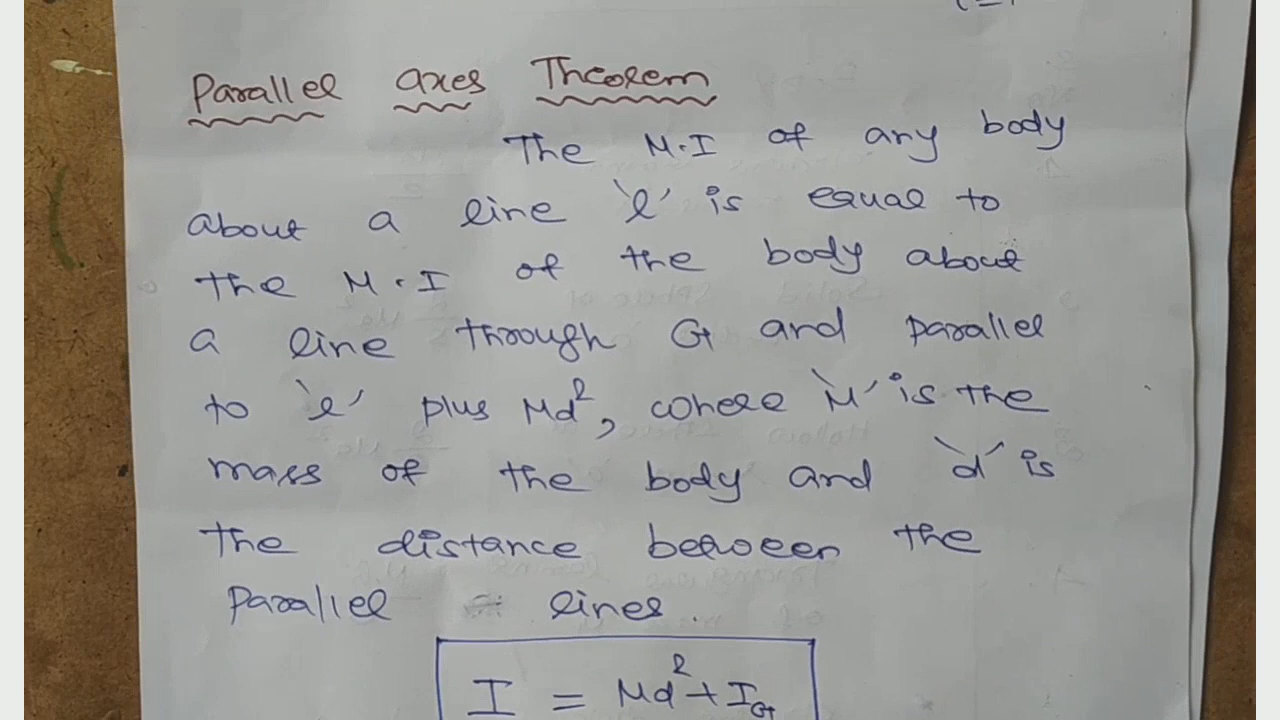 Parallel axes Theorem
The M.I of any body
about a line 'l' is equal to
the M.I of the body about
a line through G and parallel
to 'l' plus Md², where 'M' is the
mass of the body and 'd' is
the distance between the
parallel lines.
I = Md² + I_G